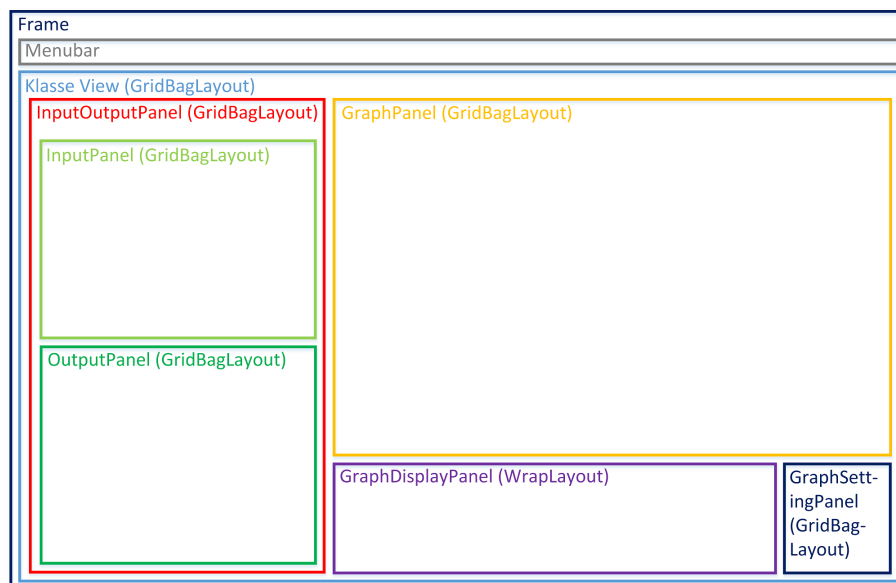 Frame
Menubar
Klasse View (GridBagLayout)
InputOutputPanel (GridBagLayout)
InputPanel (GridBagLayout)
OutputPanel (GridBagLayout)
GraphPanel (GridBagLayout)
GraphDisplayPanel (WrapLayout)
GraphSett-
ingPanel
(GridBag-
Layout)